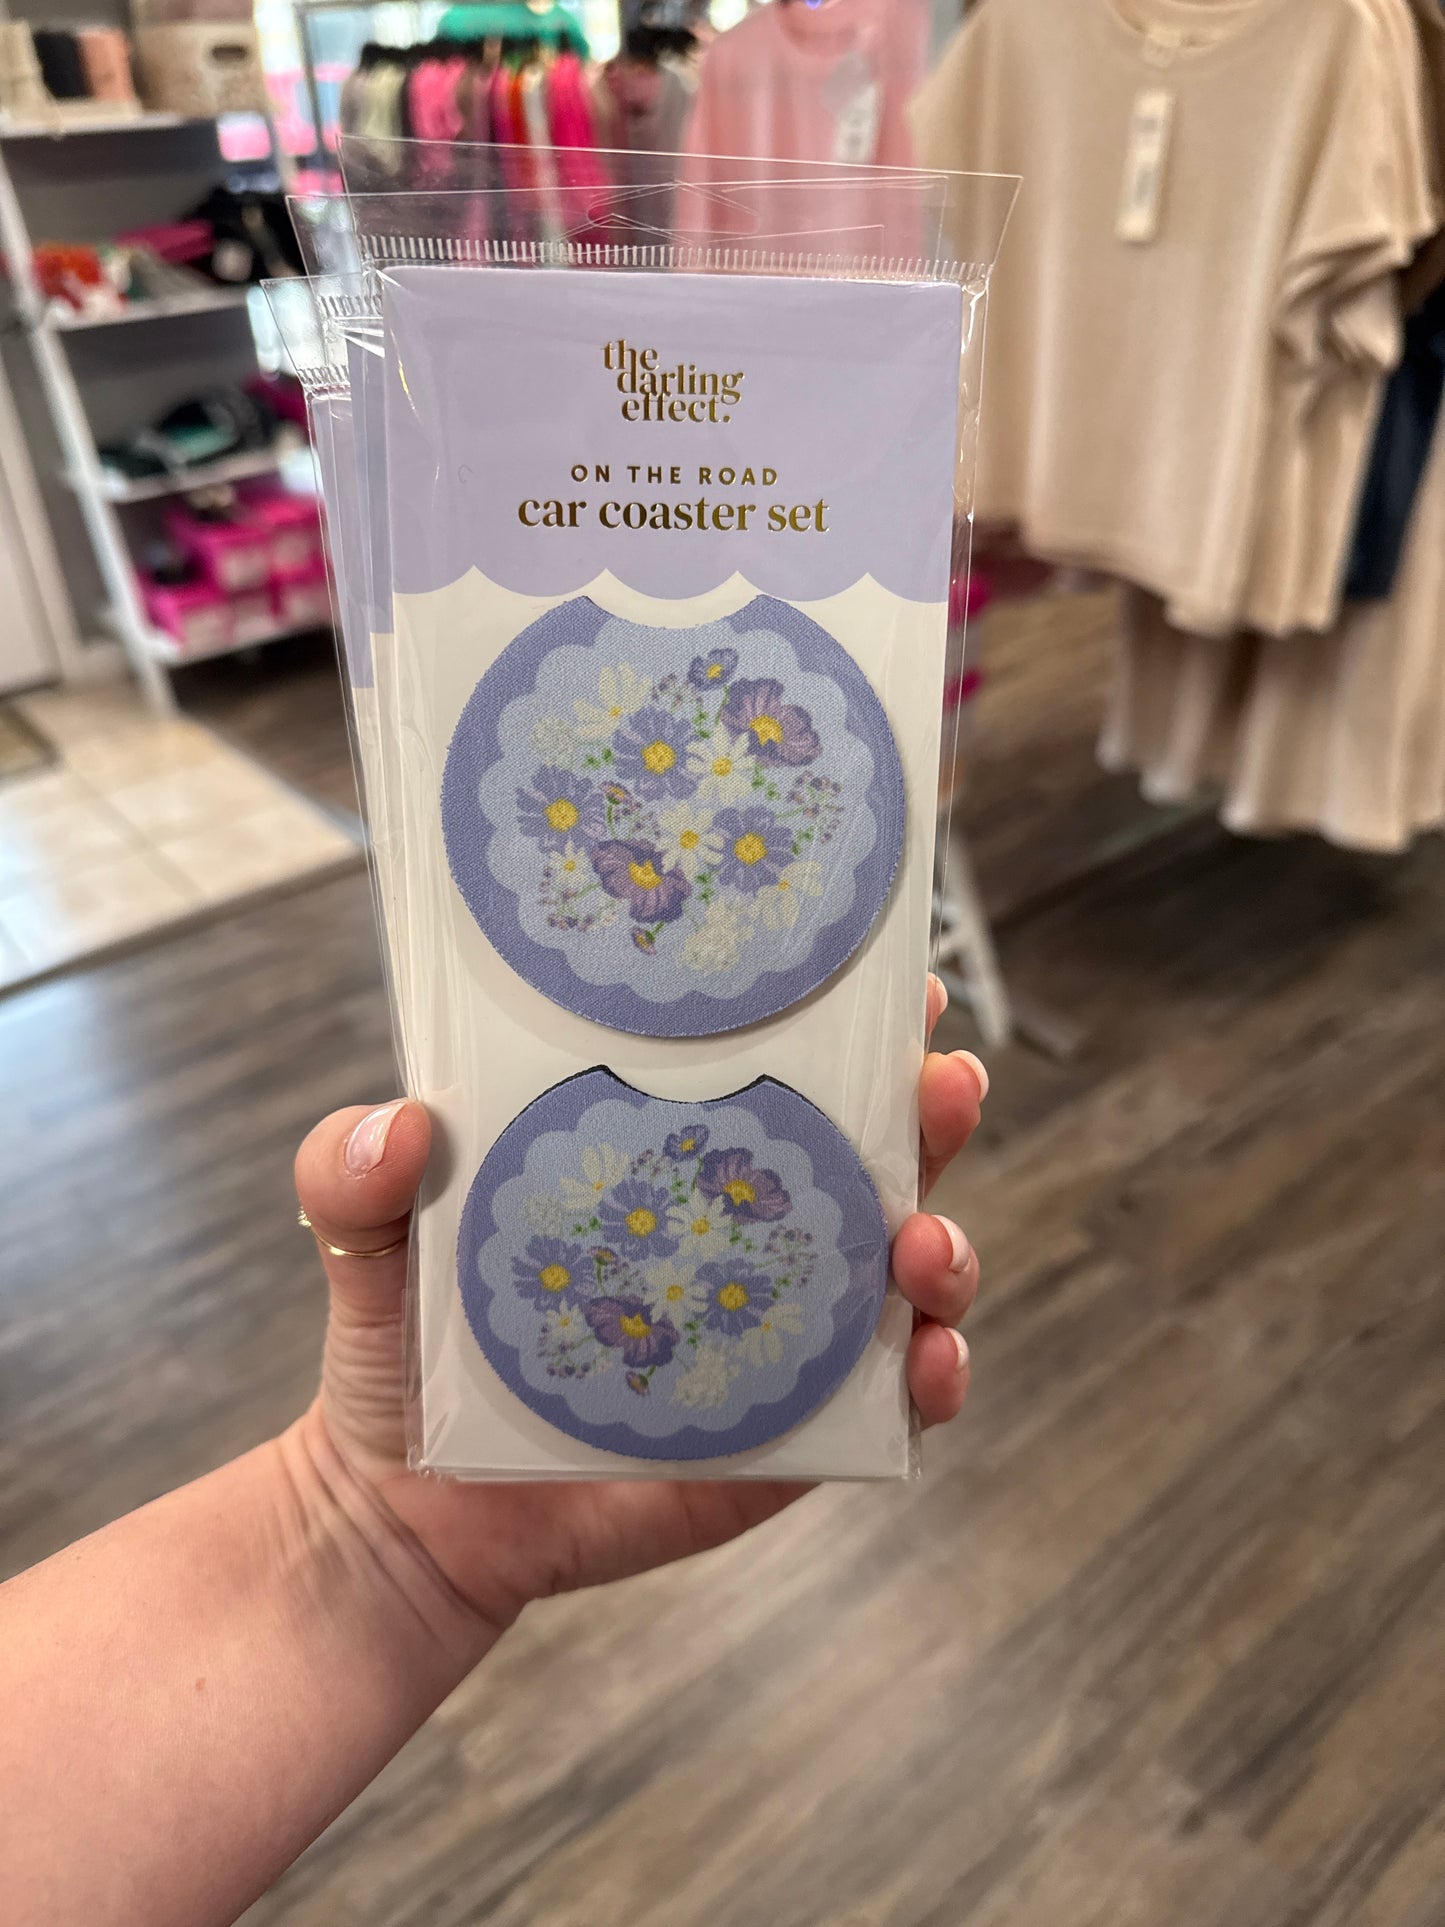 the
darling
effect.
ON THE ROAD
car coaster set